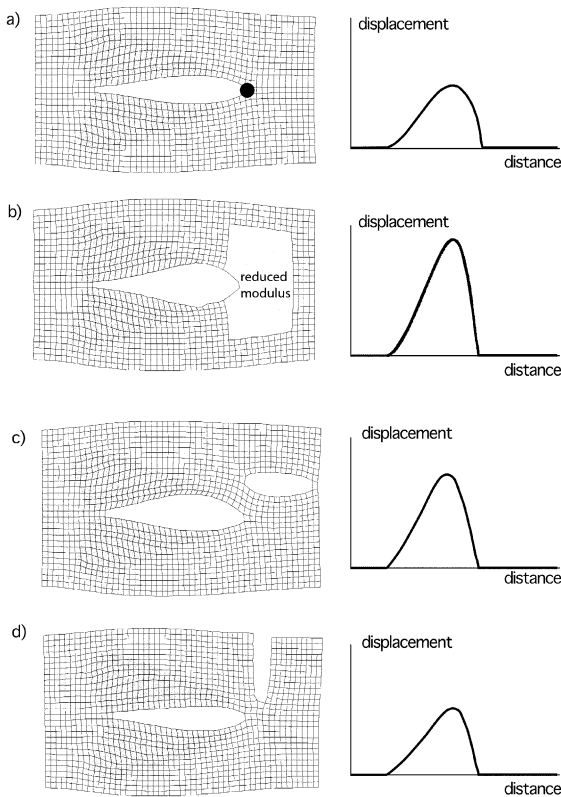 a)
displacement
distance
b)
reduced
modulus
displacement
distance
c)
displacement
distance
d)
displacement
distance